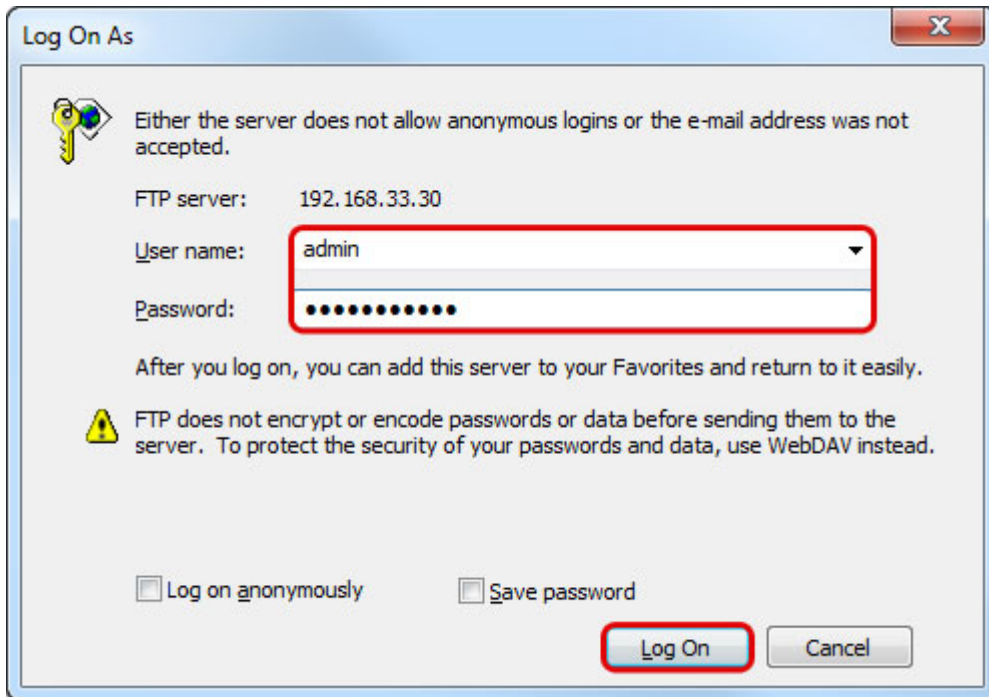 Log On As
Either the server does not allow anonymous logins or the e-mail address was not
accepted.
FTP server: 192.168.33.30
User name: admin
Password: •••••••••••
After you log on, you can add this server to your Favorites and return to it easily.
FTP does not encrypt or encode passwords or data before sending them to the
server. To protect the security of your passwords and data, use WebDAV instead.
Log on anonymously Save password
Log On Cancel